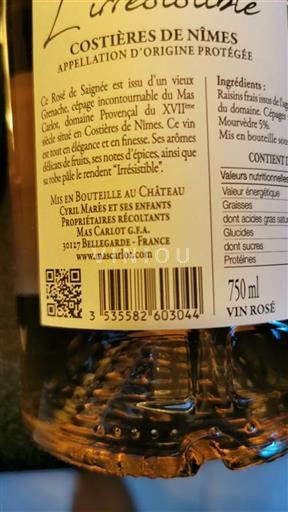 L'irrésistible
COSTIÈRES DE NÎMES
APPELLATION D'ORIGINE PROTÉGÉE
Ce Rosé de Saignée est issu d'un vieux
Grenache, cépage incontournable du Mas
Carlot, domaine Provençal du XVIIème
siècle situé en Costières de Nîmes. Ce vin
est tout en élégance et en finesse. Ses arômes
délicats de fruits, ses notes d'épices, ainsi que
sa robe pâle le rendent "Irrésistible".
MIS EN BOUTEILLE AU CHÂTEAU
CYRIL MARÈS ET SES ENFANTS
PROPRIÉTAIRES RÉCOLTANTS
MAS CARLOT G.F.A.
30127 BELLEGARDE - FRANCE
www.mascarlot.com
3 535582 603044
Ingrédients :
Raisins frais issus de l'
du domaine. Cépages
Mourvèdre 5%.
Mis en bouteille sous
CONTIENT D
Valeurs nutritionnelles
Valeur énergétique
Graisses
dont acides gras satu
Glucides
dont sucres
Protéines
750 ml
VIN ROSÉ
VINIOU